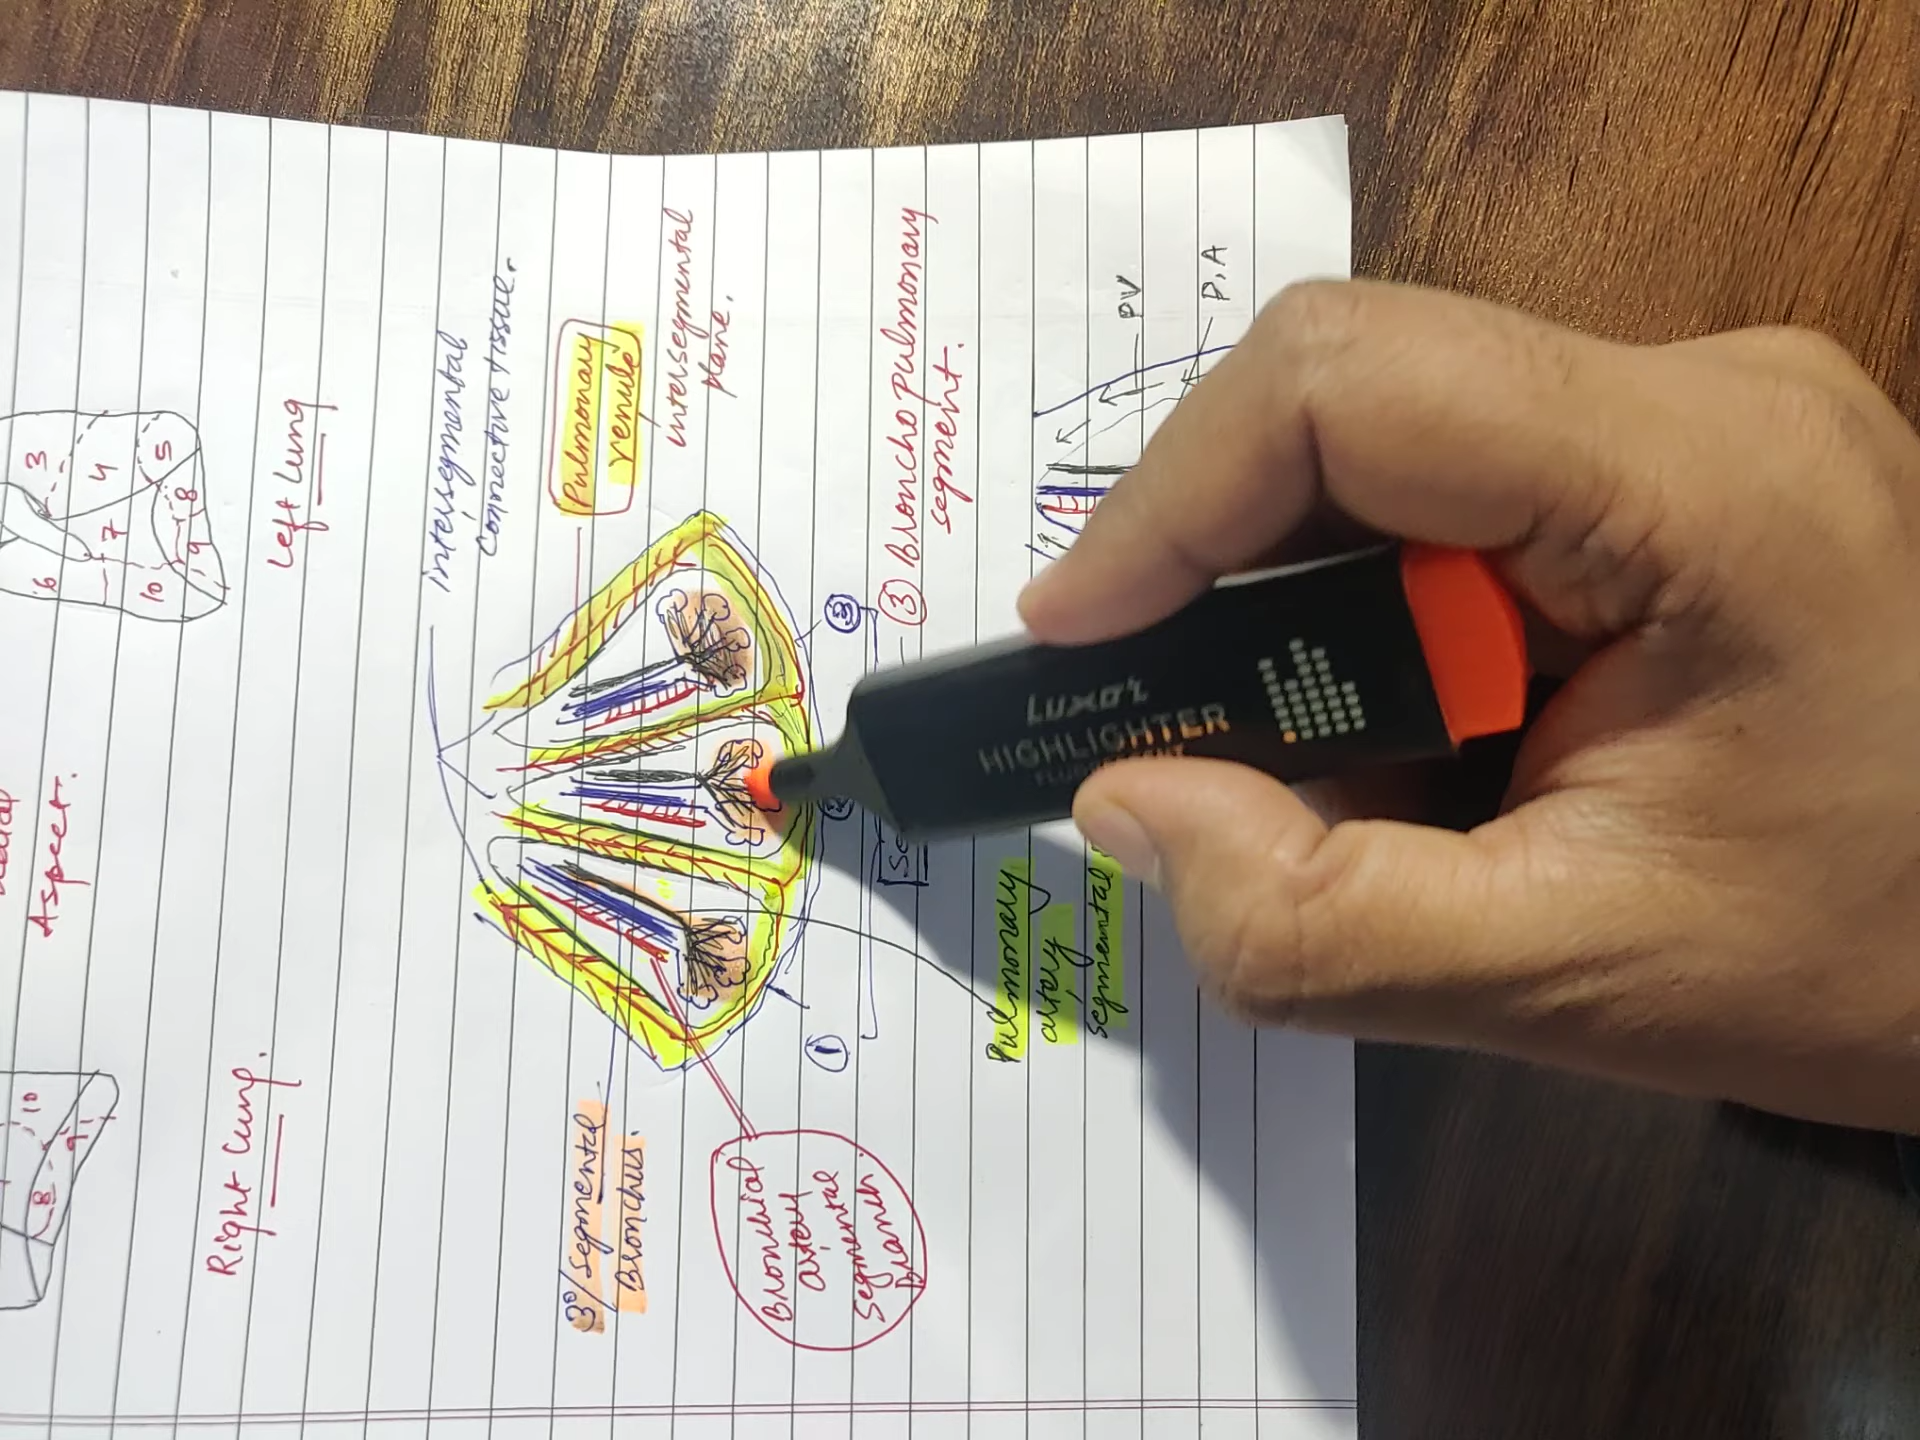 3
4
5
6
7
8
9
10
Left Lung
Aspect.
10
9
8
Right Lung.
intersegmental
connective tissue.
Pulmonary
venule
intersegmental
plane.
3°/segmental
Bronchus.
Bronchial
artery
segmental
Branch.
1
3
3 Bronchopulmonary
segment.
Pulmonary
artery
segmental
PV
P.A
Luxor
HIGHLIGHTER